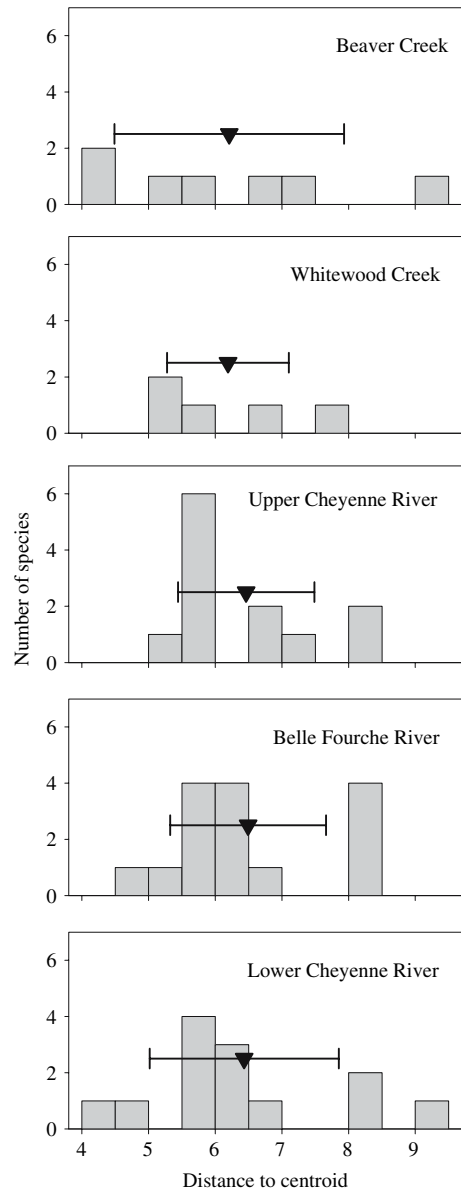 6
Beaver Creek
4
2
0
6
Whitewood Creek
4
2
0
6
Upper Cheyenne River
4
2
0
Number of species
6
Belle Fourche River
4
2
0
6
Lower Cheyenne River
4
2
0
4 5 6 7 8 9
Distance to centroid